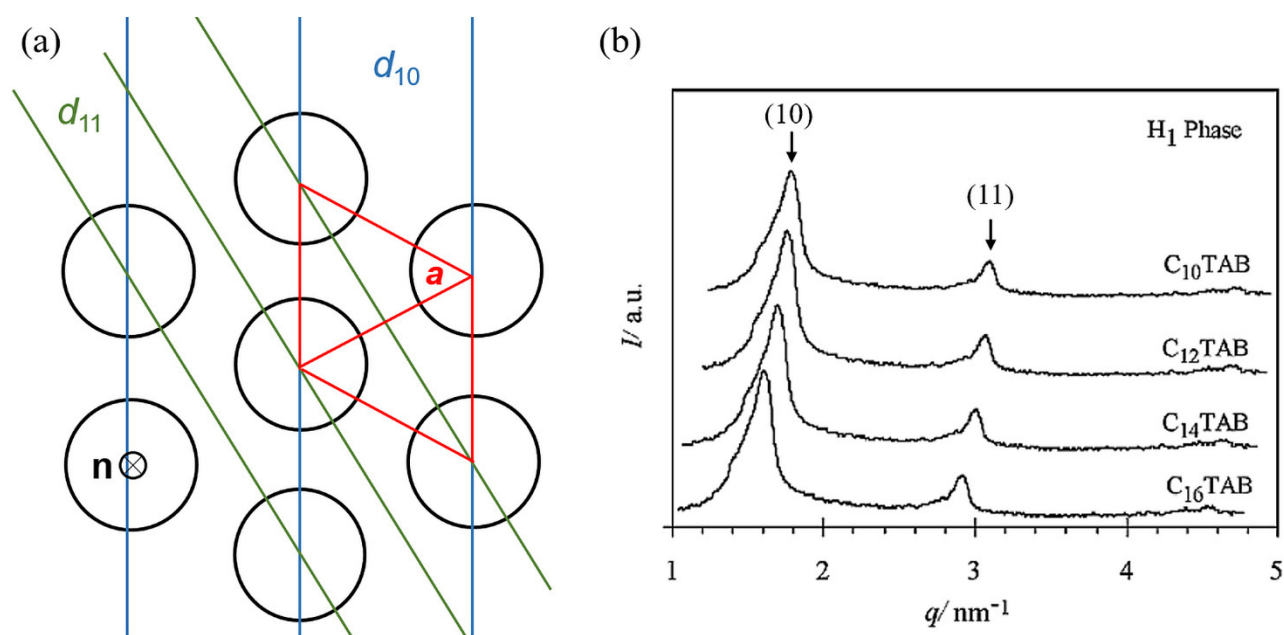 (a)
d₁₁
d₁₀
a
n
(b)
(10)
(11)
H₁ Phase
C₁₀TAB
C₁₂TAB
C₁₄TAB
C₁₆TAB
I/ a.u.
1 2 3 4 5
q/ nm⁻¹